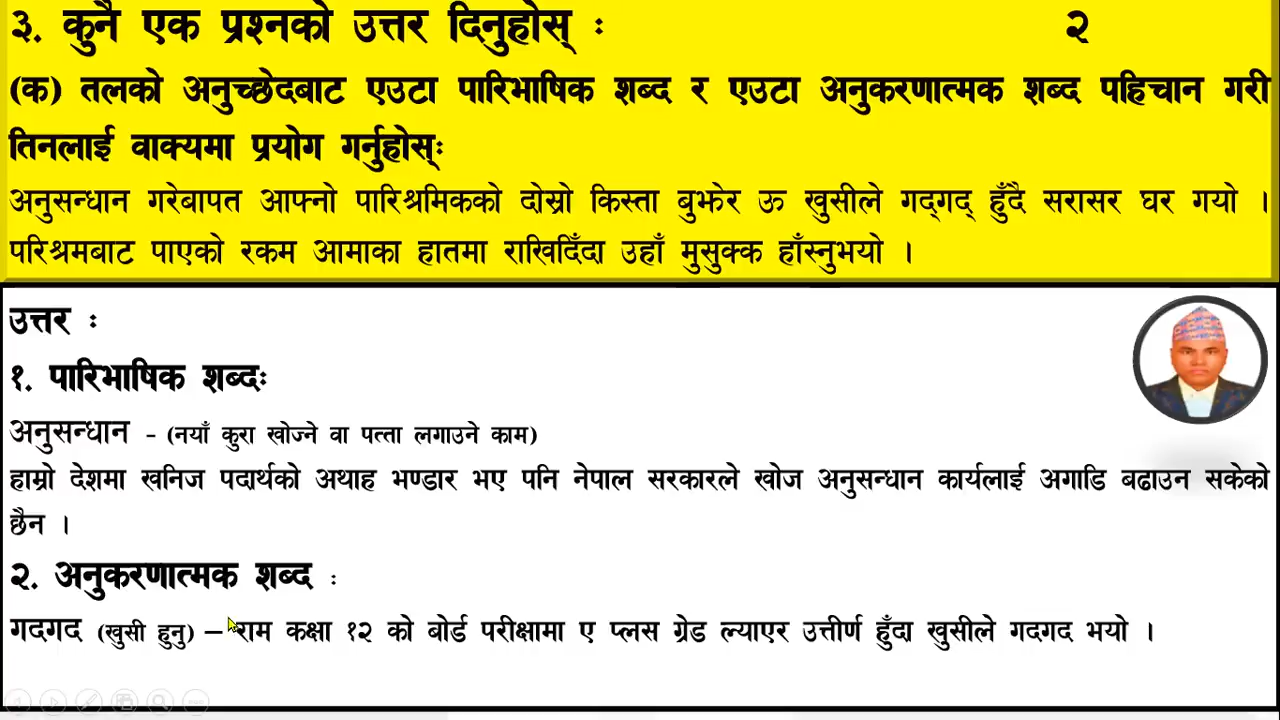 ३. कुनै एक प्रश्नको उत्तर दिनुहोस् : २
(क) तलको अनुच्छेदबाट एउटा पारिभाषिक शब्द र एउटा अनुकरणात्मक शब्द पहिचान गरी
तिनलाई वाक्यमा प्रयोग गर्नुहोस्ः
अनुसन्धान गरेबापत आफ्नो पारिश्रमिकको दोस्रो किस्ता बुझेर ऊ खुसीले गद्‌गद् हुँदै सरासर घर गयो ।
परिश्रमबाट पाएको रकम आमाका हातमा राखिदिँदा उहाँ मुसुक्क हाँस्नुभयो ।
उत्तर :
१. पारिभाषिक शब्दः
अनुसन्धान - (नयाँ कुरा खोज्ने वा पत्ता लगाउने काम)
हाम्रो देशमा खनिज पदार्थको अथाह भण्डार भए पनि नेपाल सरकारले खोज अनुसन्धान कार्यलाई अगाडि बढाउन सकेको
छैन ।
२. अनुकरणात्मक शब्द :
गदगद (खुसी हुनु) – राम कक्षा १२ को बोर्ड परीक्षामा ए प्लस ग्रेड ल्याएर उत्तीर्ण हुँदा खुसीले गदगद भयो ।